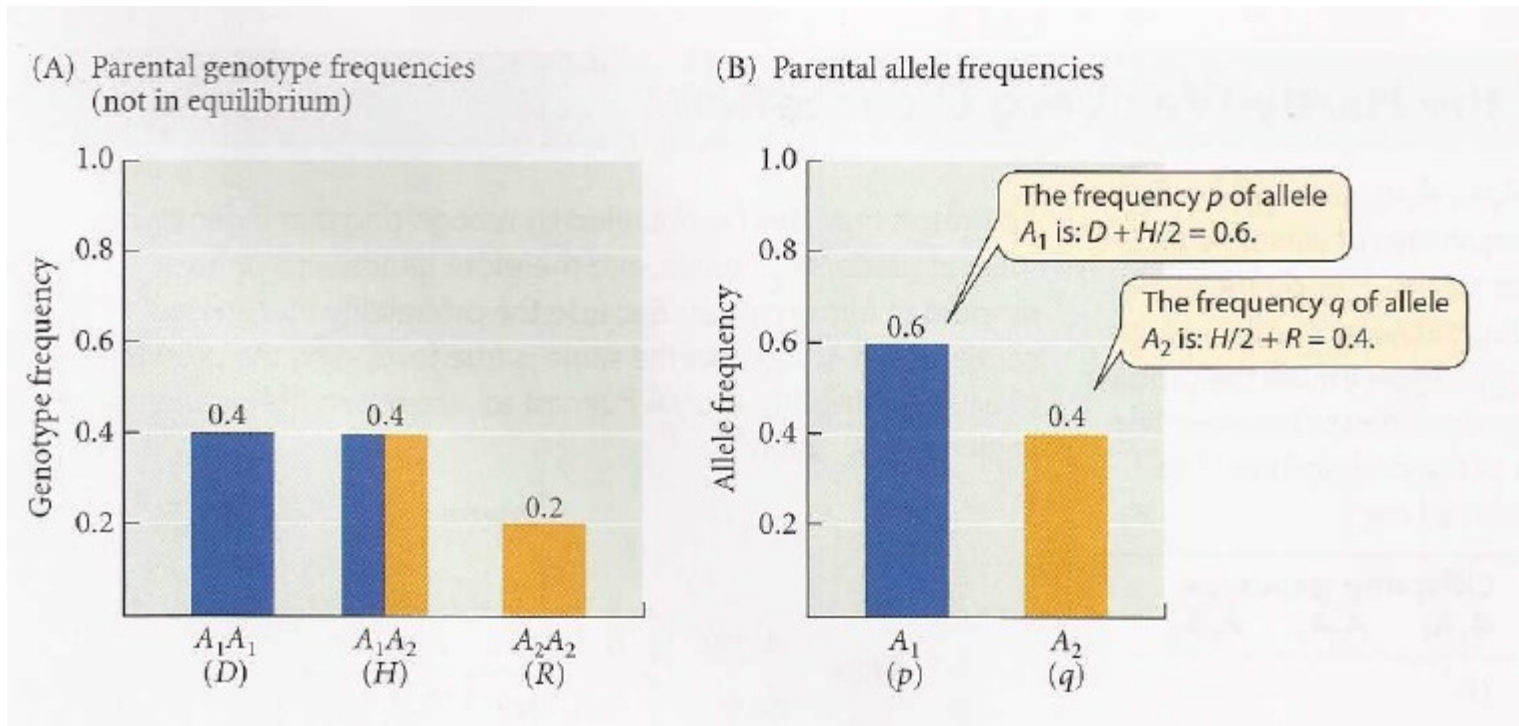 (A) Parental genotype frequencies
(not in equilibrium)
1.0
0.8
0.6
0.4
0.2
Genotype frequency
0.4
0.4
0.2
A₁A₁
(D)
A₁A₂
(H)
A₂A₂
(R)
(B) Parental allele frequencies
1.0
0.8
0.6
0.4
0.2
Allele frequency
The frequency p of allele
A₁ is: D + H/2 = 0.6.
The frequency q of allele
A₂ is: H/2 + R = 0.4.
0.6
0.4
A₁
(p)
A₂
(q)